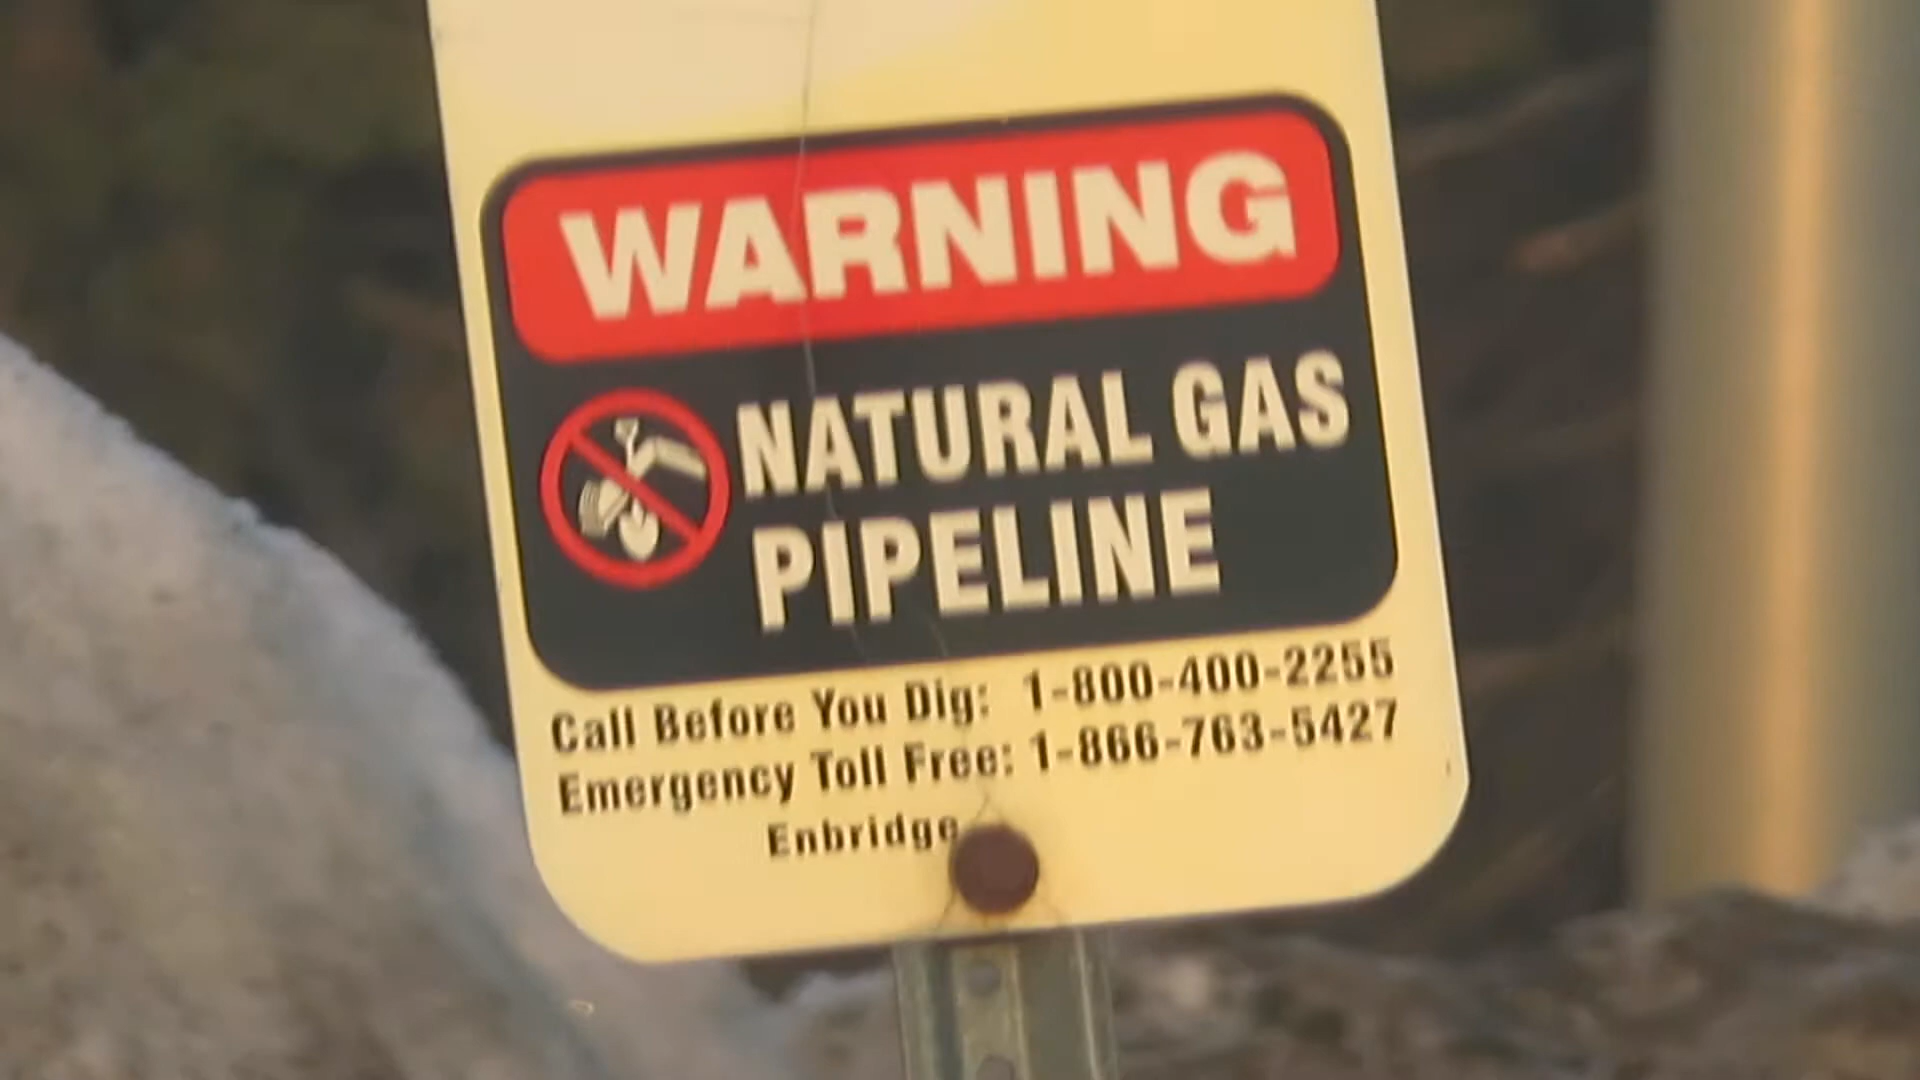 WARNING
NATURAL GAS
PIPELINE
Call Before You Dig: 1-800-400-2255
Emergency Toll Free: 1-866-763-5427
Enbridge